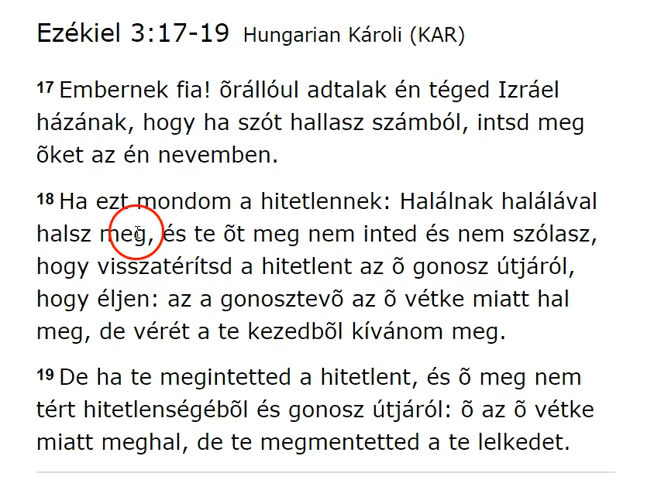 Ezékiel 3:17-19 Hungarian Károli (KAR)
17 Embernek fia! õrállóul adtalak én téged Izráel
házának, hogy ha szót hallasz számból, intsd meg
õket az én nevemben.
18 Ha ezt mondom a hitetlennek: Halálnak halálával
halsz meg, és te õt meg nem inted és nem szólasz,
hogy visszatérítsd a hitetlent az õ gonosz útjáról,
hogy éljen: az a gonosztevõ az õ vétke miatt hal
meg, de vérét a te kezedbõl kívánom meg.
19 De ha te megintetted a hitetlent, és õ meg nem
tért hitetlenségébõl és gonosz útjáról: õ az õ vétke
miatt meghal, de te megmentetted a te lelkedet.